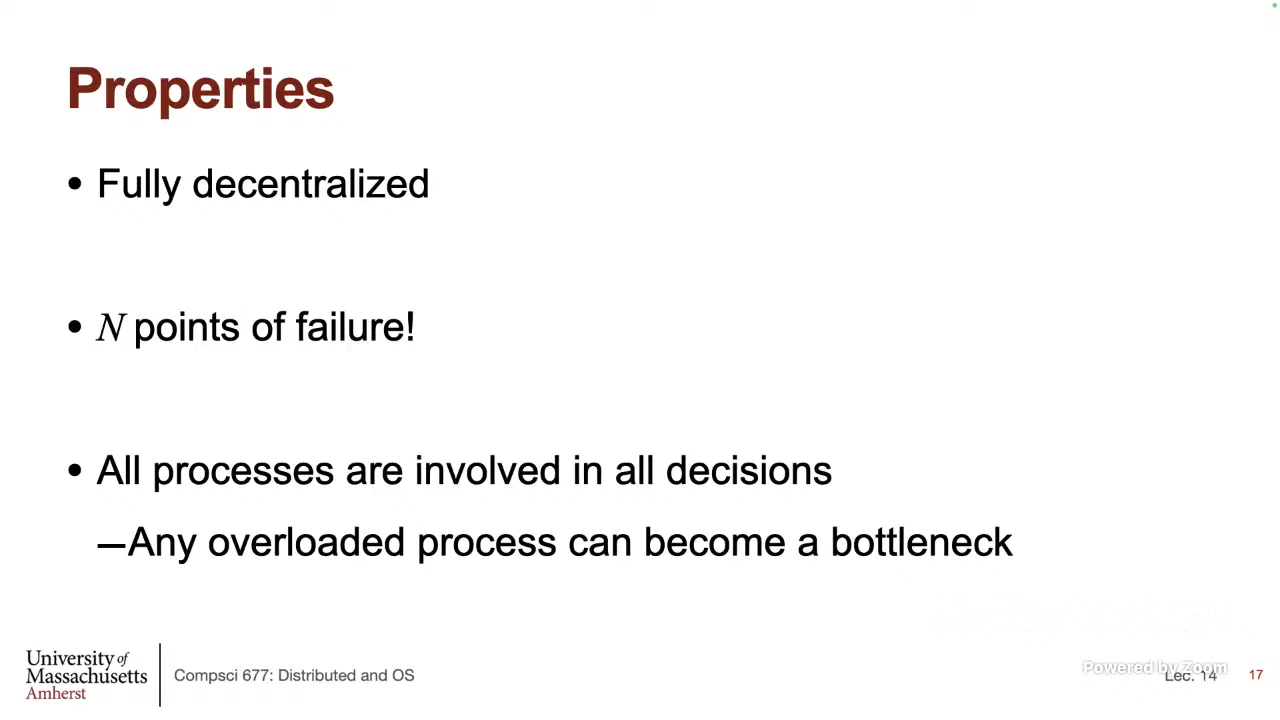 Properties
• Fully decentralized
• N points of failure!
• All processes are involved in all decisions
–Any overloaded process can become a bottleneck
University of
Massachusetts
Amherst
Compsci 677: Distributed and OS
Powered by Zoom
Lec. 14
17